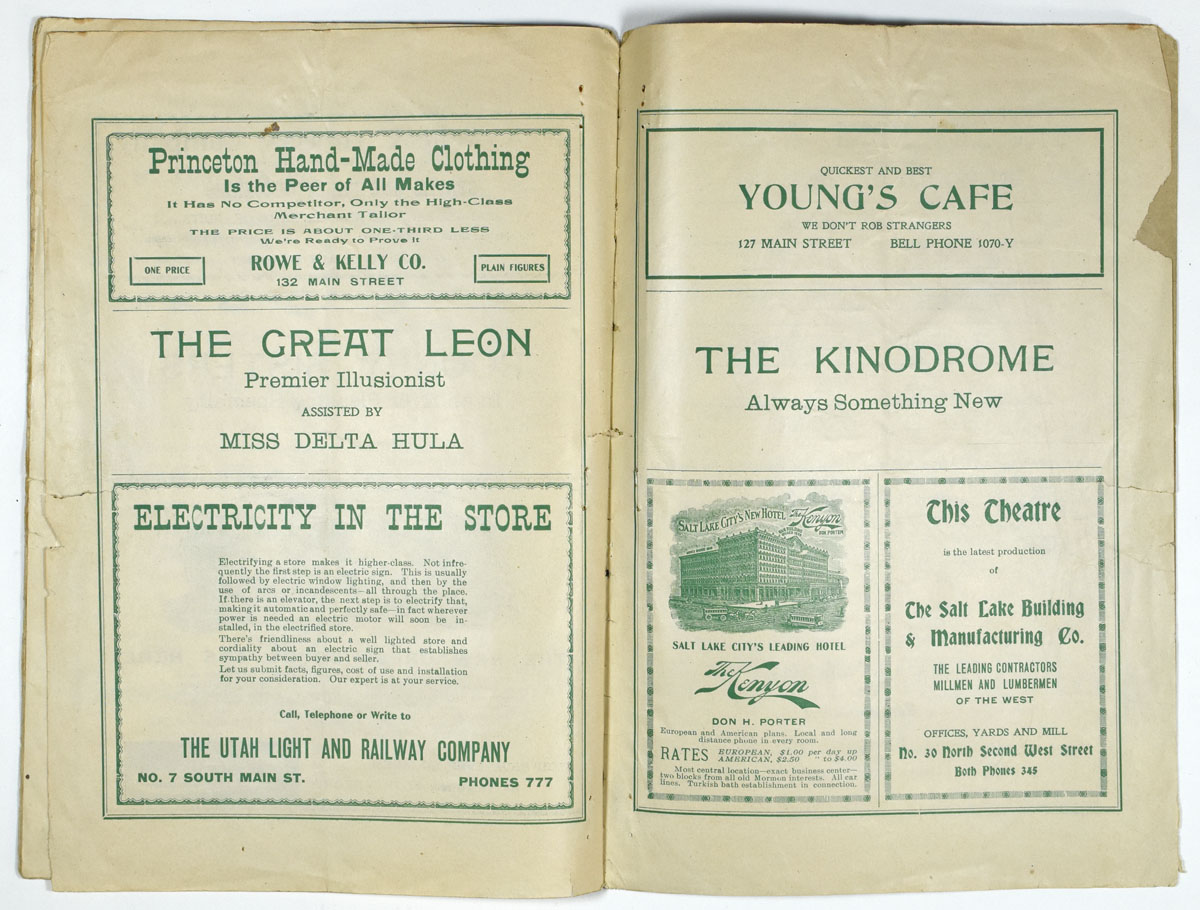 Princeton Hand-Made Clothing
Is the Peer of All Makes
It Has No Competitor, Only the High-Class
Merchant Tailor
THE PRICE IS ABOUT ONE-THIRD LESS
We're Ready to Prove It
ONE PRICE
ROWE & KELLY CO.
132 MAIN STREET
PLAIN FIGURES
THE GREAT LEON
Premier Illusionist
ASSISTED BY
MISS DELTA HULA
ELECTRICITY IN THE STORE
Electrifying a store makes it higher-class. Not infre-
quently the first step is an electric sign. This is usually
followed by electric window lighting, and then by the
use of arcs or incandescents—all through the place.
If there is an elevator, the next step is to electrify that,
making it automatic and perfectly safe—in fact wherever
power is needed an electric motor will soon be in-
stalled, in the electrified store.
There's friendliness about a well lighted store and
cordiality about an electric sign that establishes
sympathy between buyer and seller.
Let us submit facts, figures, cost of use and installation
for your consideration. Our expert is at your service.
Call, Telephone or Write to
THE UTAH LIGHT AND RAILWAY COMPANY
NO. 7 SOUTH MAIN ST. PHONES 777
QUICKEST AND BEST
YOUNG'S CAFE
WE DON'T ROB STRANGERS
127 MAIN STREET BELL PHONE 1070-Y
THE KINODROME
Always Something New
SALT LAKE CITY'S NEW HOTEL The Kenyon
DON PORTER
SALT LAKE CITY'S LEADING HOTEL
The Kenyon
DON H. PORTER
European and American plans. Local and long
distance phone in every room.
RATES EUROPEAN, $1.00 per day up
AMERICAN, $2.50 " to $4.00
Most central location—exact business center—
two blocks from all old Mormon interests. All car
lines. Turkish bath establishment in connection.
This Theatre
is the latest production
of
The Salt Lake Building
& Manufacturing Co.
THE LEADING CONTRACTORS
MILLMEN AND LUMBERMEN
OF THE WEST
OFFICES, YARDS AND MILL
No. 30 North Second West Street
Both Phones 345